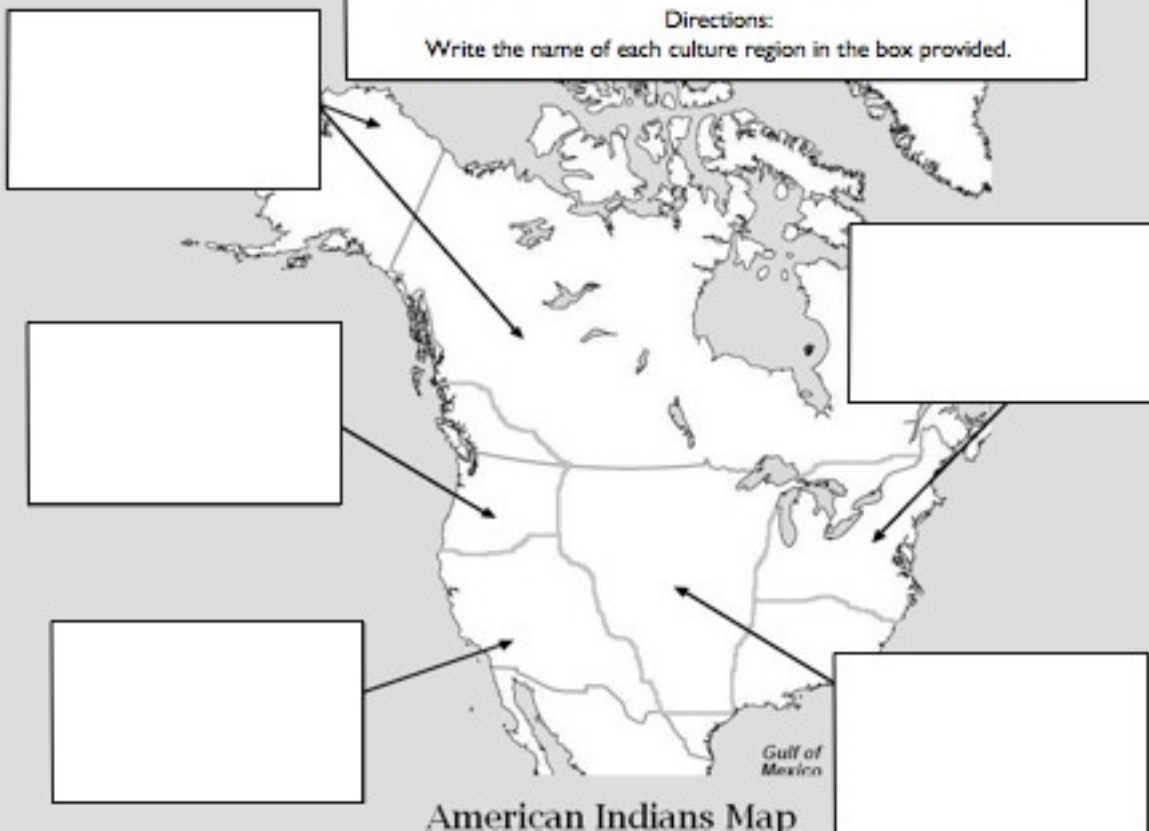 Directions:
Write the name of each culture region in the box provided.
Gulf of
Mexico
American Indians Map